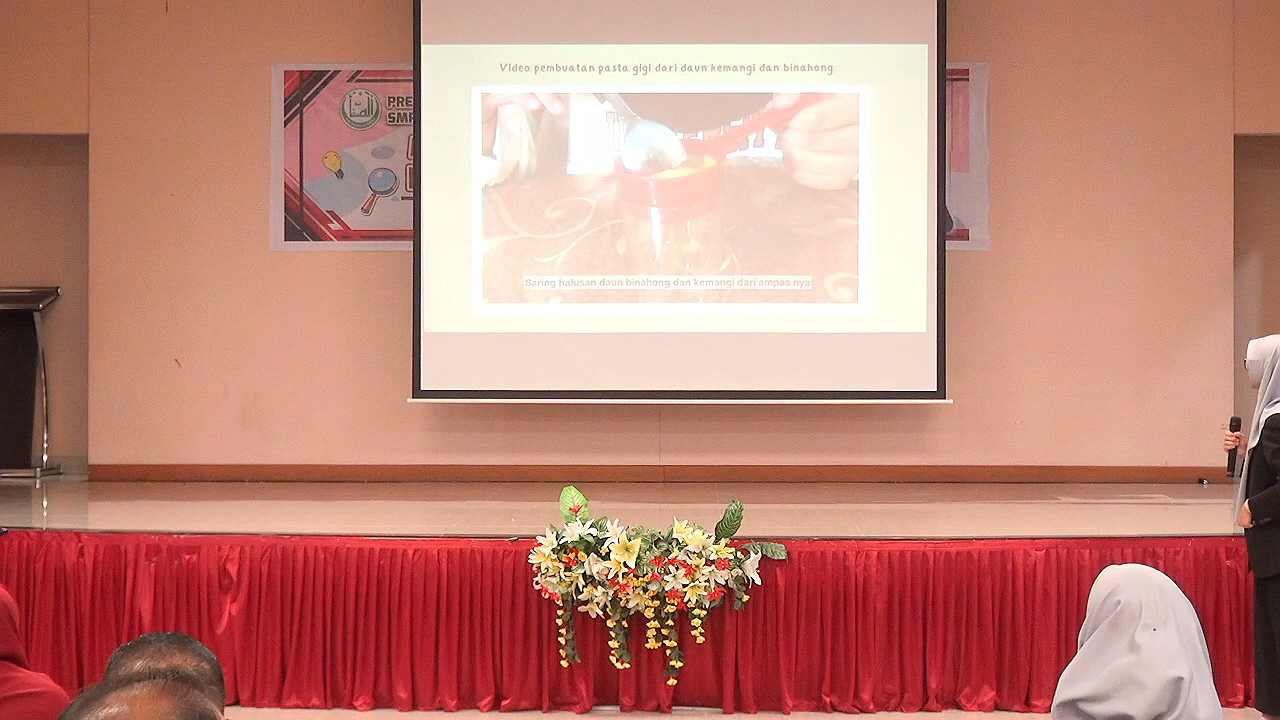 Video pembuatan pasta gigi dari daun kemangi dan binahong
Saring halusan daun binahong dan kemangi dari ampas nya